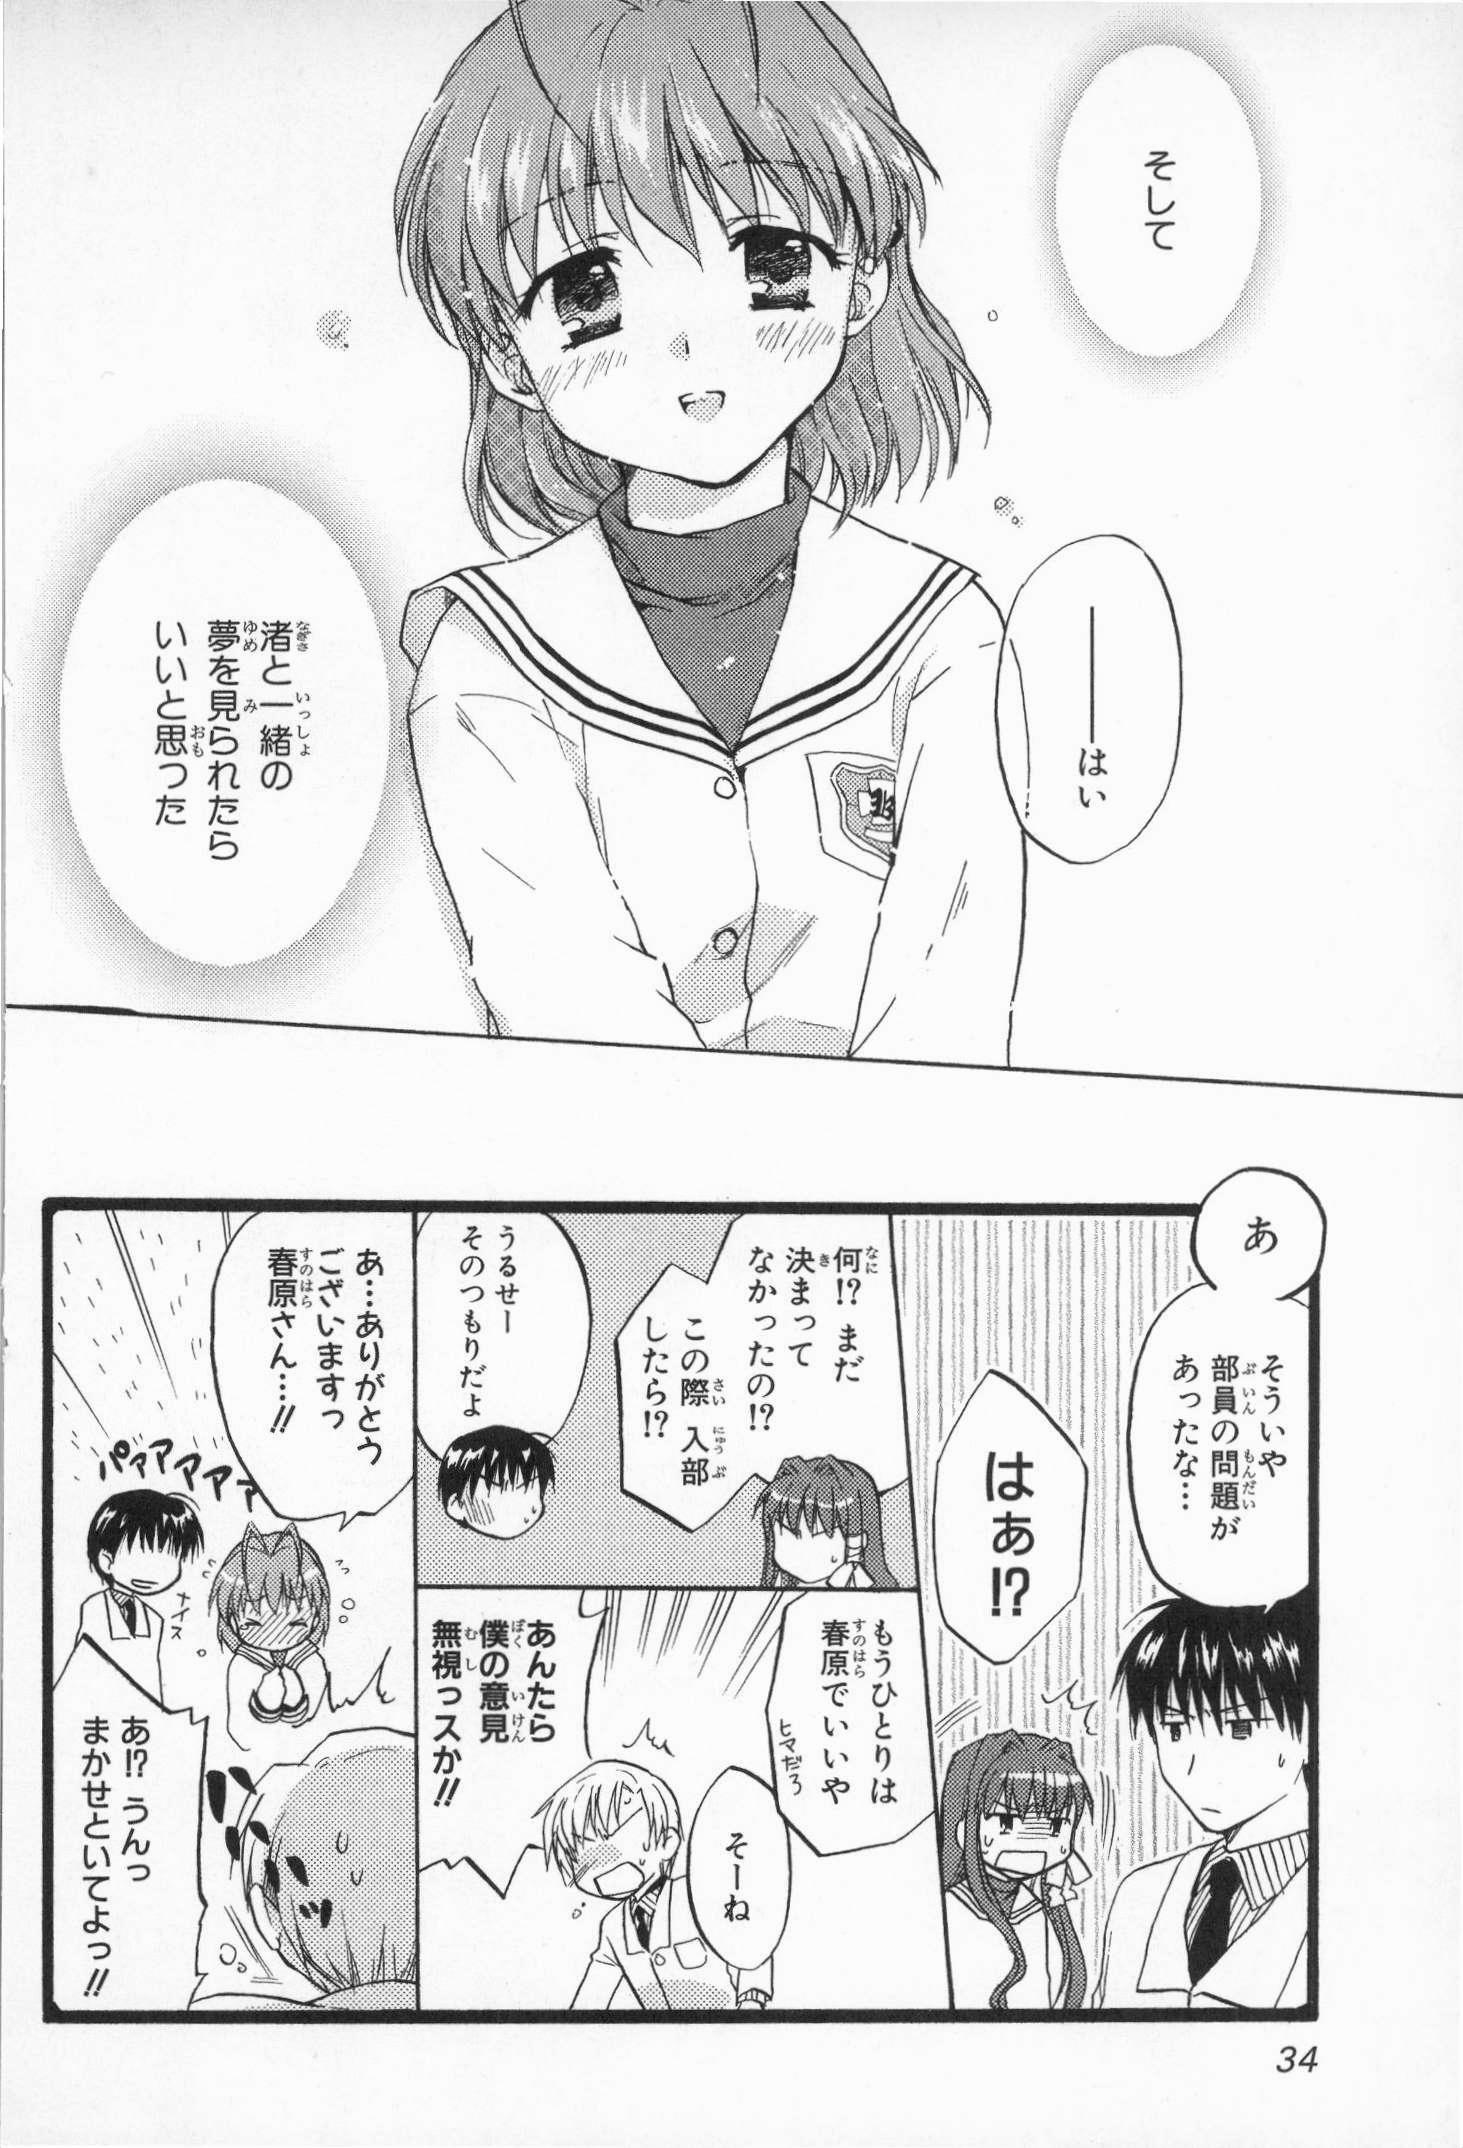 そして
――はい
渚と一緒の
夢を見られたら
いいと思った
あ
そういや
部員の問題が
あったな…
はぁ!?
何!? まだ
決まって
なかったの!?
この際 入部
したら!?
うるせー
そのつもりだよ
もうひとりは
春原でいいや
ヒマだろ
そーね
あんたら
僕の意見
無視っスか!!
あ…ありがとう
ございますっ
春原さん…!!
パァァァァァ
ナイス
あ!? うんっ
まかせといてよっ!!
34